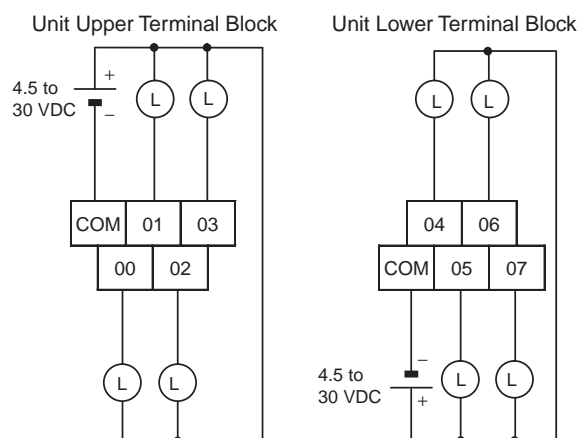 Unit Upper Terminal Block
Unit Lower Terminal Block
4.5 to
30 VDC
+
−
L
L
L
L
COM 01 03
00 02
04 06
COM 05 07
L
L
4.5 to
30 VDC
−
+
L
L